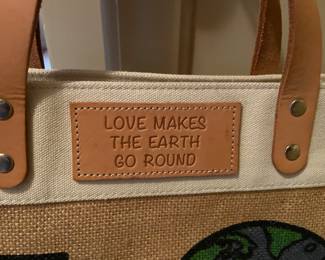 LOVE MAKES
THE EARTH
GO ROUND